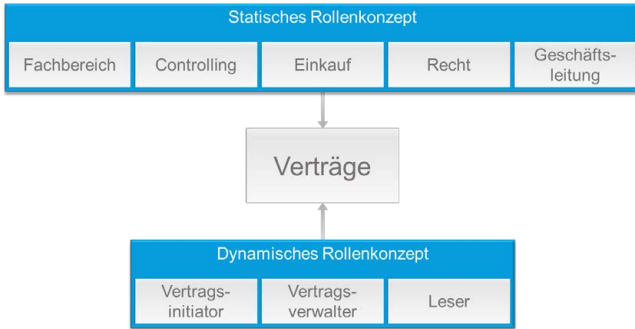 Statisches Rollenkonzept
Fachbereich
Controlling
Einkauf
Recht
Geschäfts-
leitung
Verträge
Dynamisches Rollenkonzept
Vertrags-
initiator
Vertrags-
verwalter
Leser